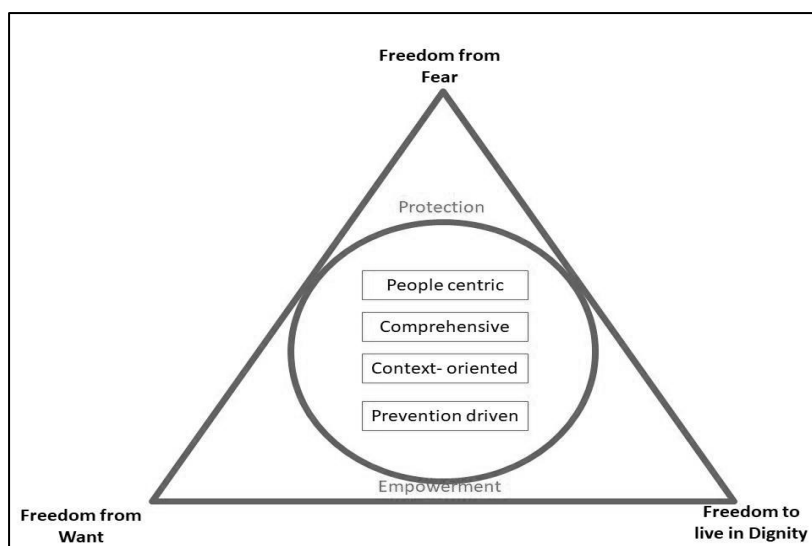 Freedom from
Fear
Protection
People centric
Comprehensive
Context- oriented
Prevention driven
Empowerment
Freedom from
Want
Freedom to
live in Dignity